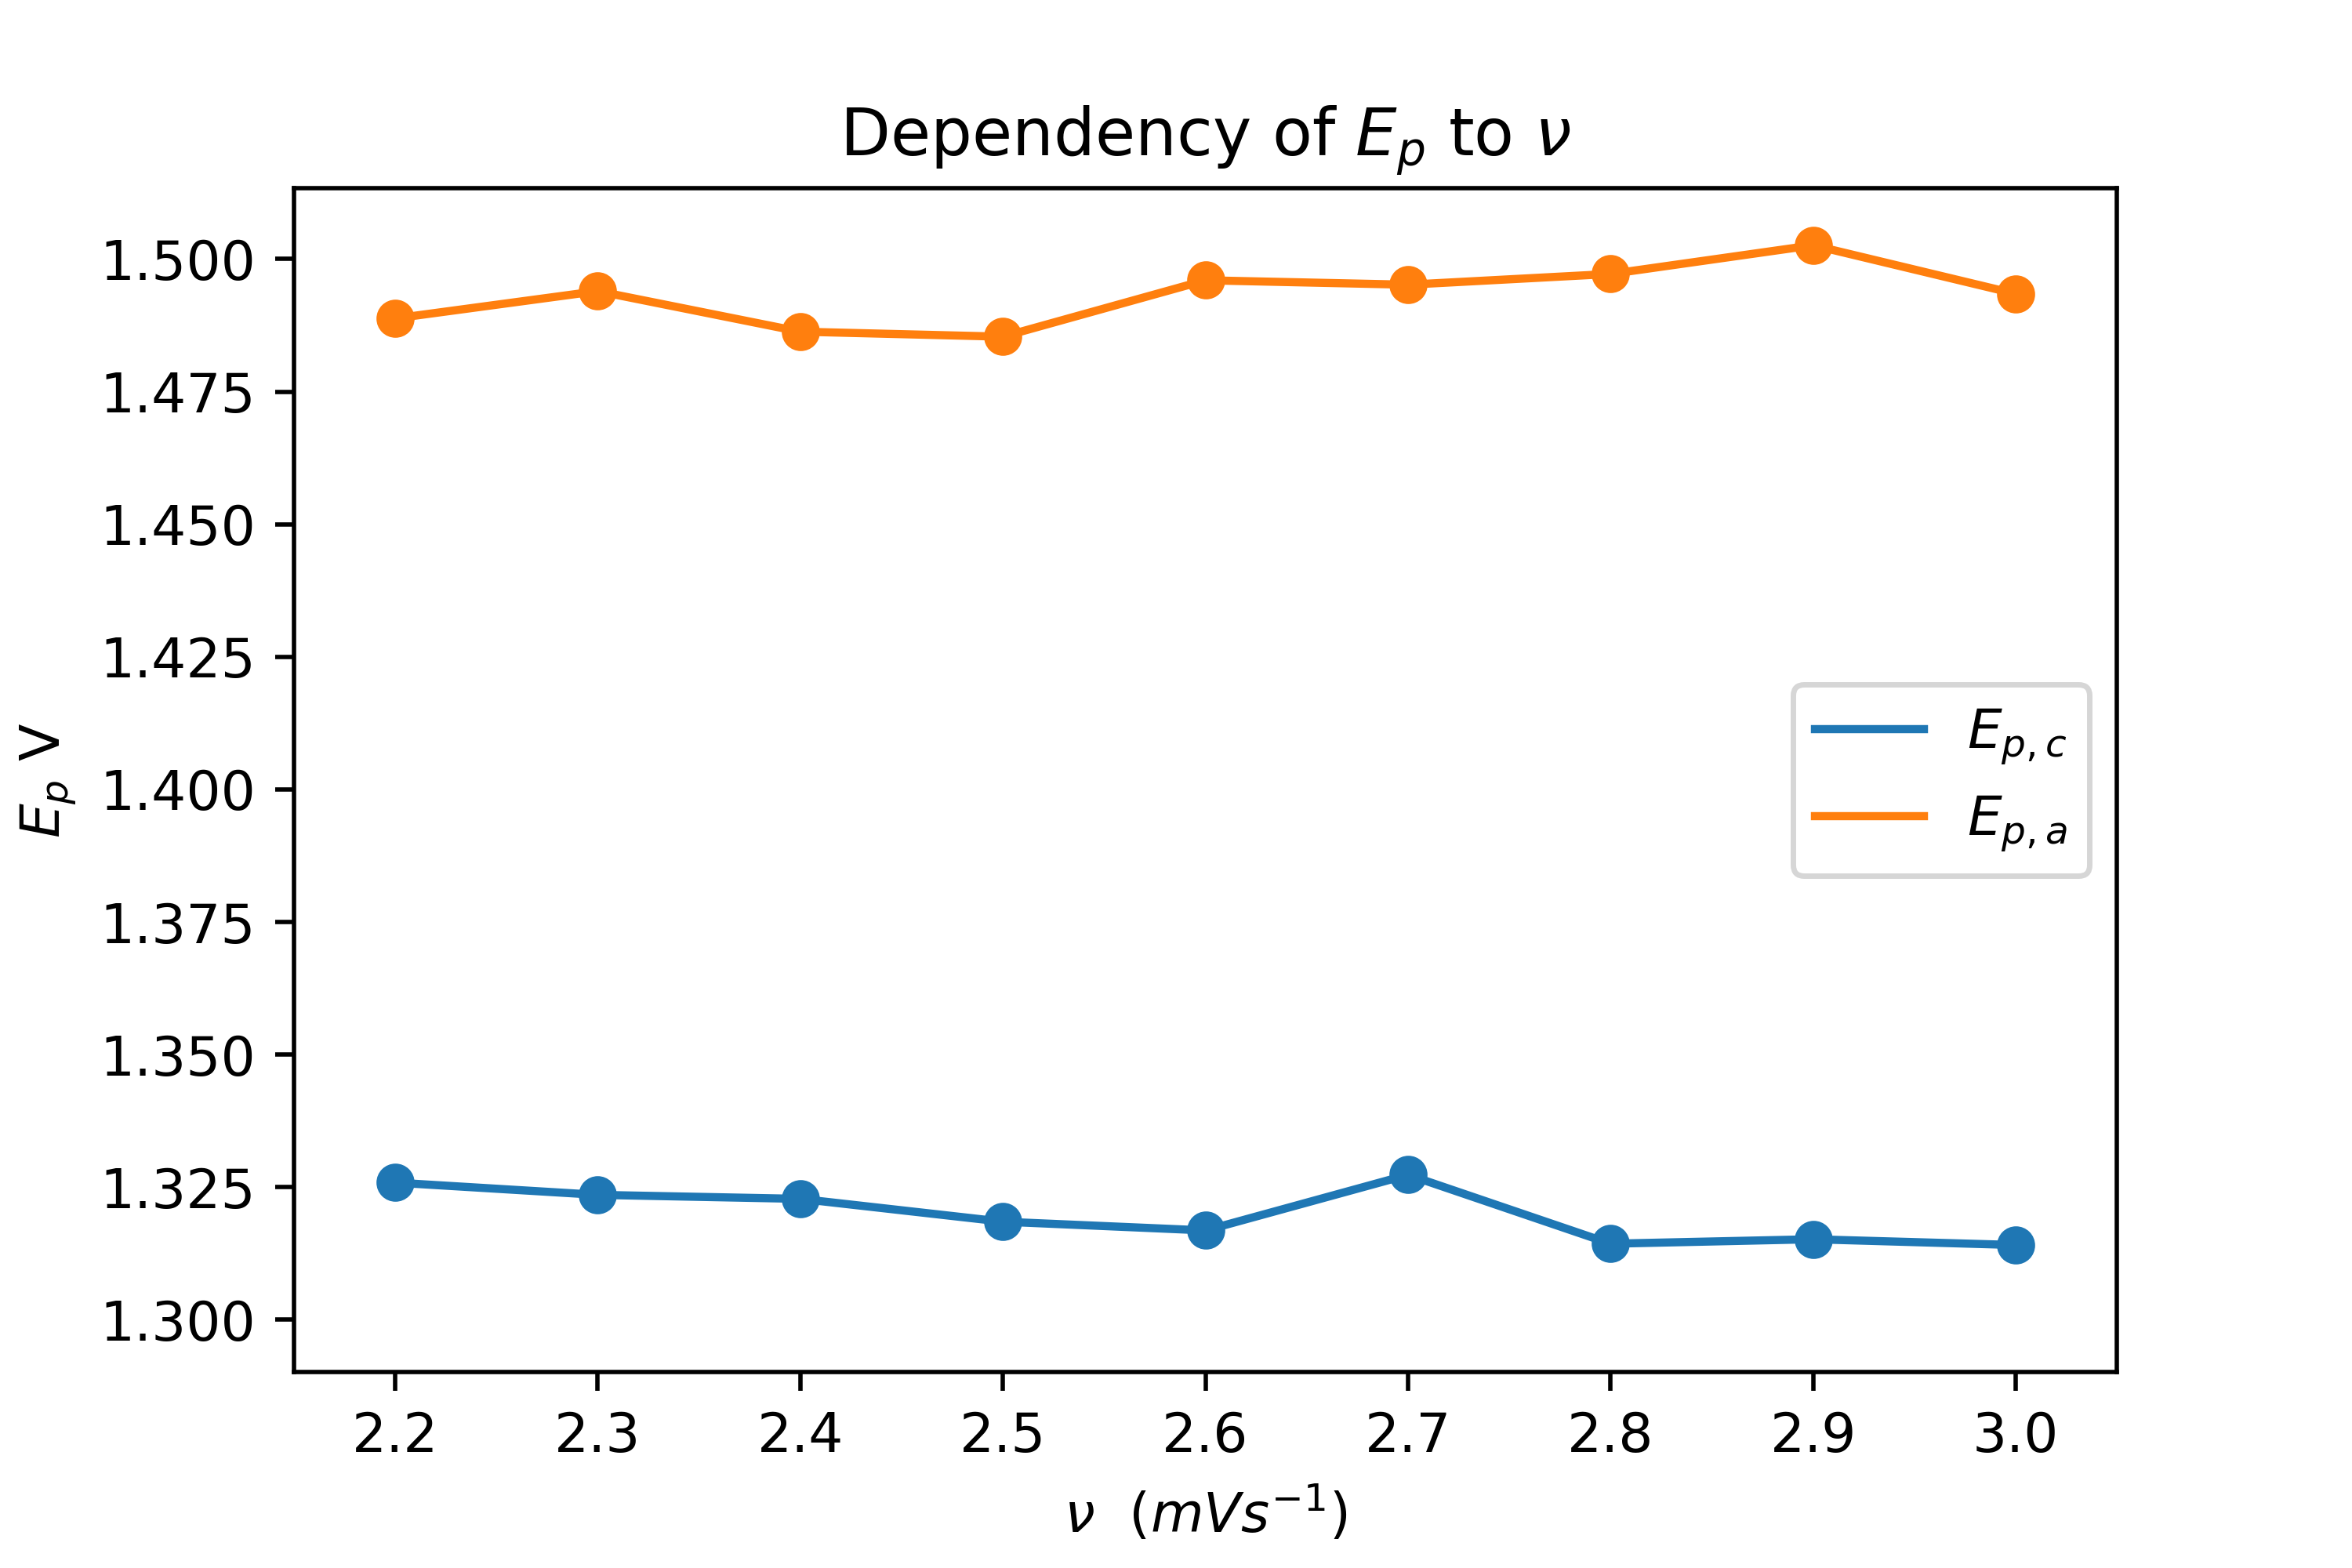 Dependency of E_p to ν
E_p V
1.500
1.475
1.450
1.425
1.400
1.375
1.350
1.325
1.300
E_{p,c}
E_{p,a}
2.2 2.3 2.4 2.5 2.6 2.7 2.8 2.9 3.0
ν (mVs⁻¹)